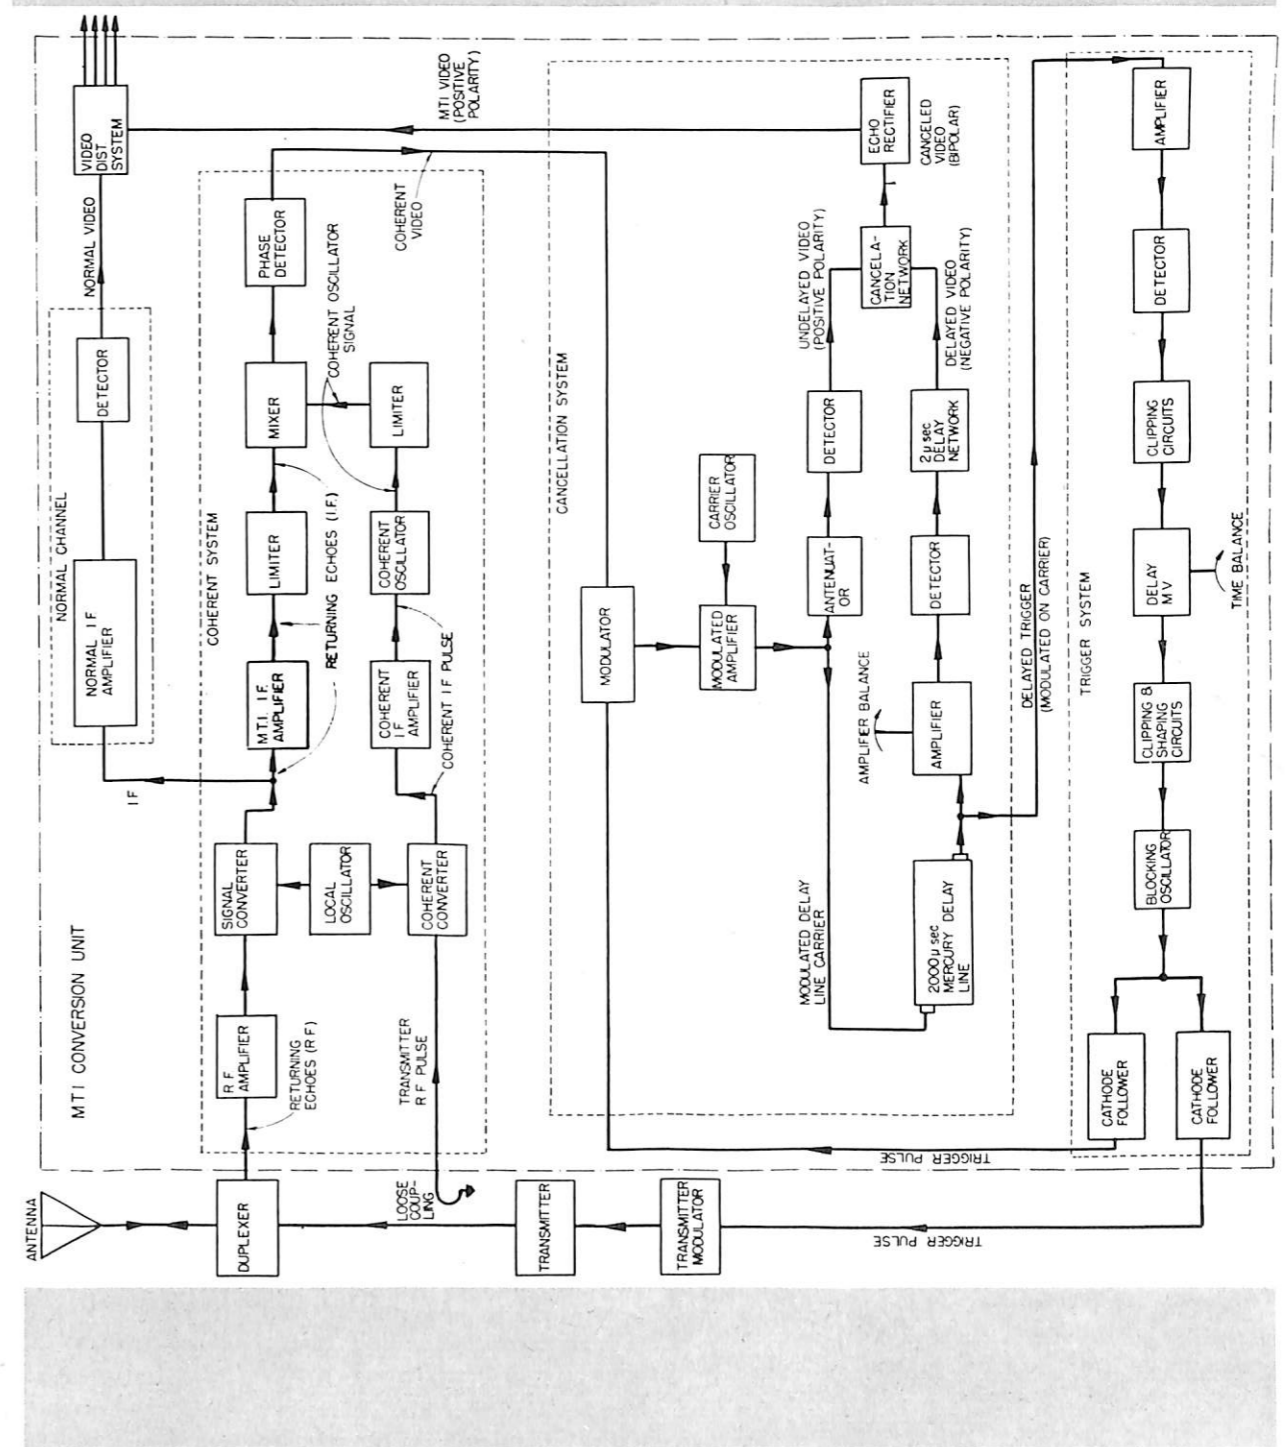 MTI CONVERSION UNIT
ANTENNA
DUPLEXER
LOOSE
COUP-
LING
TRANSMITTER
TRANSMITTER
MODULATOR
TRIGGER PULSE
TRIGGER PULSE
NORMAL CHANNEL
IF
NORMAL I F
AMPLIFIER
DETECTOR
NORMAL VIDEO
VIDEO
DIST
SYSTEM
MTI VIDEO
(POSITIVE
POLARITY)
COHERENT SYSTEM
RETURNING
ECHOES (RF)
R F
AMPLIFIER
SIGNAL
CONVERTER
M.T.I. I.F.
AMPLIFIER
RETURNING ECHOES (I.F.)
LIMITER
MIXER
PHASE
DETECTOR
LOCAL
OSCILLATOR
TRANSMITTER
R F PULSE
COHERENT
CONVERTER
COHERENT IF PULSE
COHERENT
IF
AMPLIFIER
COHERENT
OSCILLATOR
LIMITER
COHERENT OSCILLATOR
SIGNAL
COHERENT
VIDEO
CANCELLATION SYSTEM
MODULATOR
MODULATED
AMPLIFIER
CARRIER
OSCILLATOR
MODULATED DELAY
LINE CARRIER
ANTENUAT-
OR
DETECTOR
UNDELAYED VIDEO
(POSITIVE POLARITY)
CANCELA-
TION
NETWORK
ECHO
RECTIFIER
CANCELED
VIDEO
(BIPOLAR)
2000 μ sec
MERCURY DELAY
LINE
AMPLIFIER BALANCE
AMPLIFIER
DETECTOR
2 μ sec
DELAY
NETWORK
DELAYED VIDEO
(NEGATIVE POLARITY)
DELAYED TRIGGER
(MODULATED ON CARRIER)
TRIGGER SYSTEM
AMPLIFIER
DETECTOR
CLIPPING
CIRCUITS
DELAY
M V
TIME BALANCE
CLIPPING &
SHAPING
CIRCUITS
BLOCKING
OSCILLATOR
CATHODE
FOLLOWER
CATHODE
FOLLOWER